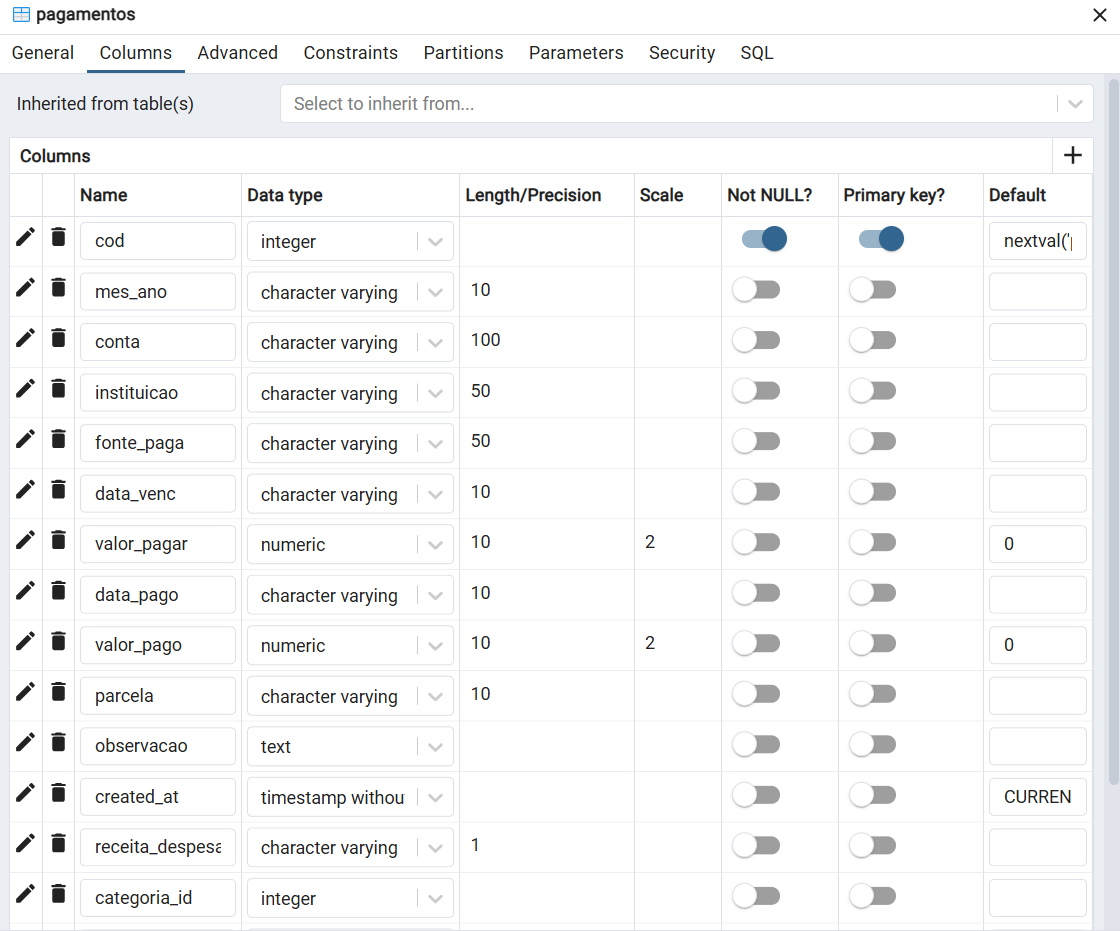 pagamentos
General Columns Advanced Constraints Partitions Parameters Security SQL
Inherited from table(s) Select to inherit from...
Columns
Name Data type Length/Precision Scale Not NULL? Primary key? Default
cod integer nextval('
mes_ano character varying 10
conta character varying 100
instituicao character varying 50
fonte_paga character varying 50
data_venc character varying 10
valor_pagar numeric 10 2 0
data_pago character varying 10
valor_pago numeric 10 2 0
parcela character varying 10
observacao text
created_at timestamp withou CURREN
receita_despesa character varying 1
categoria_id integer